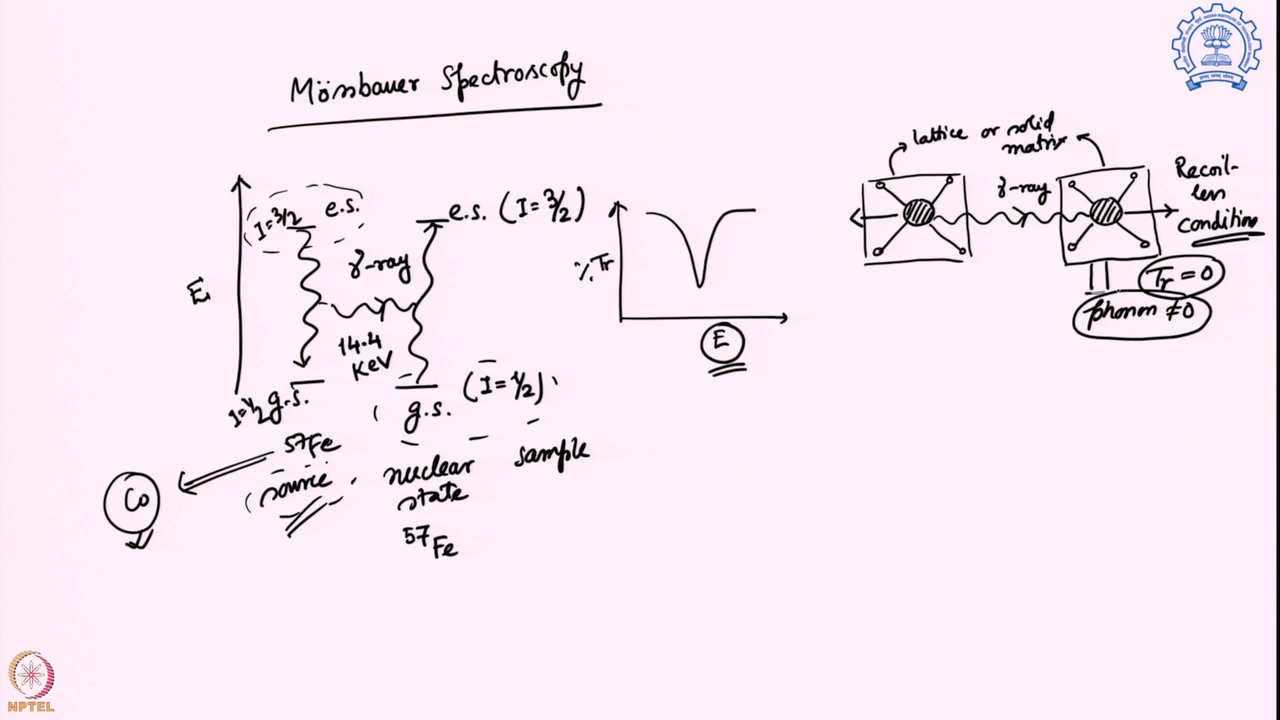 Mössbauer Spectroscopy
lattice or solid
matrix
γ-ray
Recoil-
less
condition
Tr = 0
phonon ≠ 0
E
I=3/2 e.s.
e.s. (I=3/2)
γ-ray
14.4
KeV
I=1/2 g.s.
g.s. (I=1/2)
% Tr
E
57Fe
source
nuclear
state
sample
57Fe
Co
NPTEL